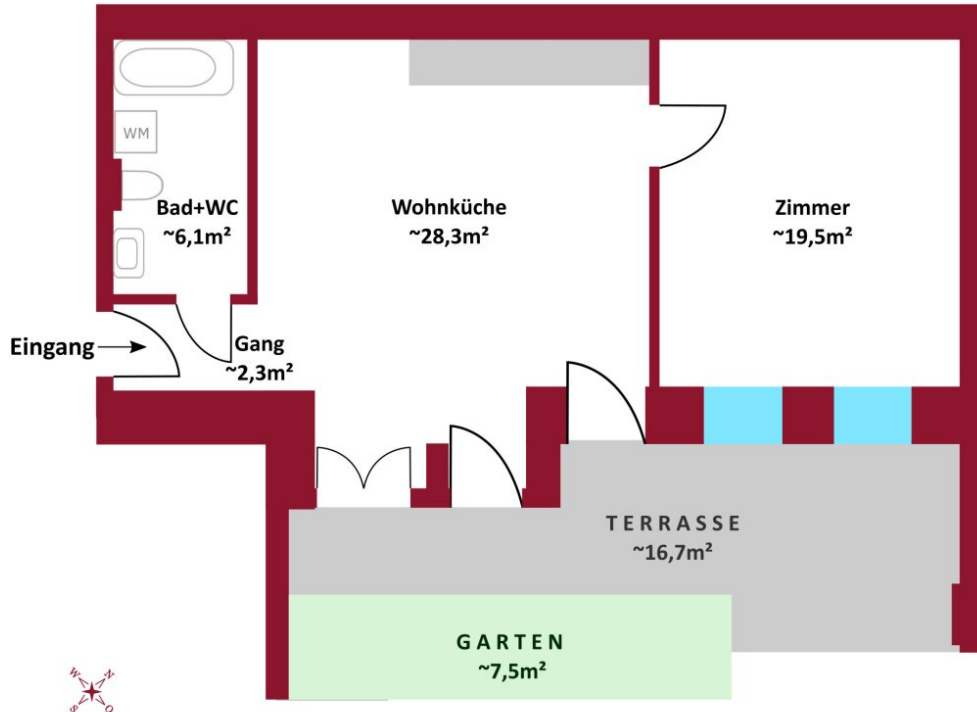 WM
Bad+WC
~6,1m²
Wohnküche
~28,3m²
Zimmer
~19,5m²
Eingang
Gang
~2,3m²
TERRASSE
~16,7m²
GARTEN
~7,5m²
W N
S O